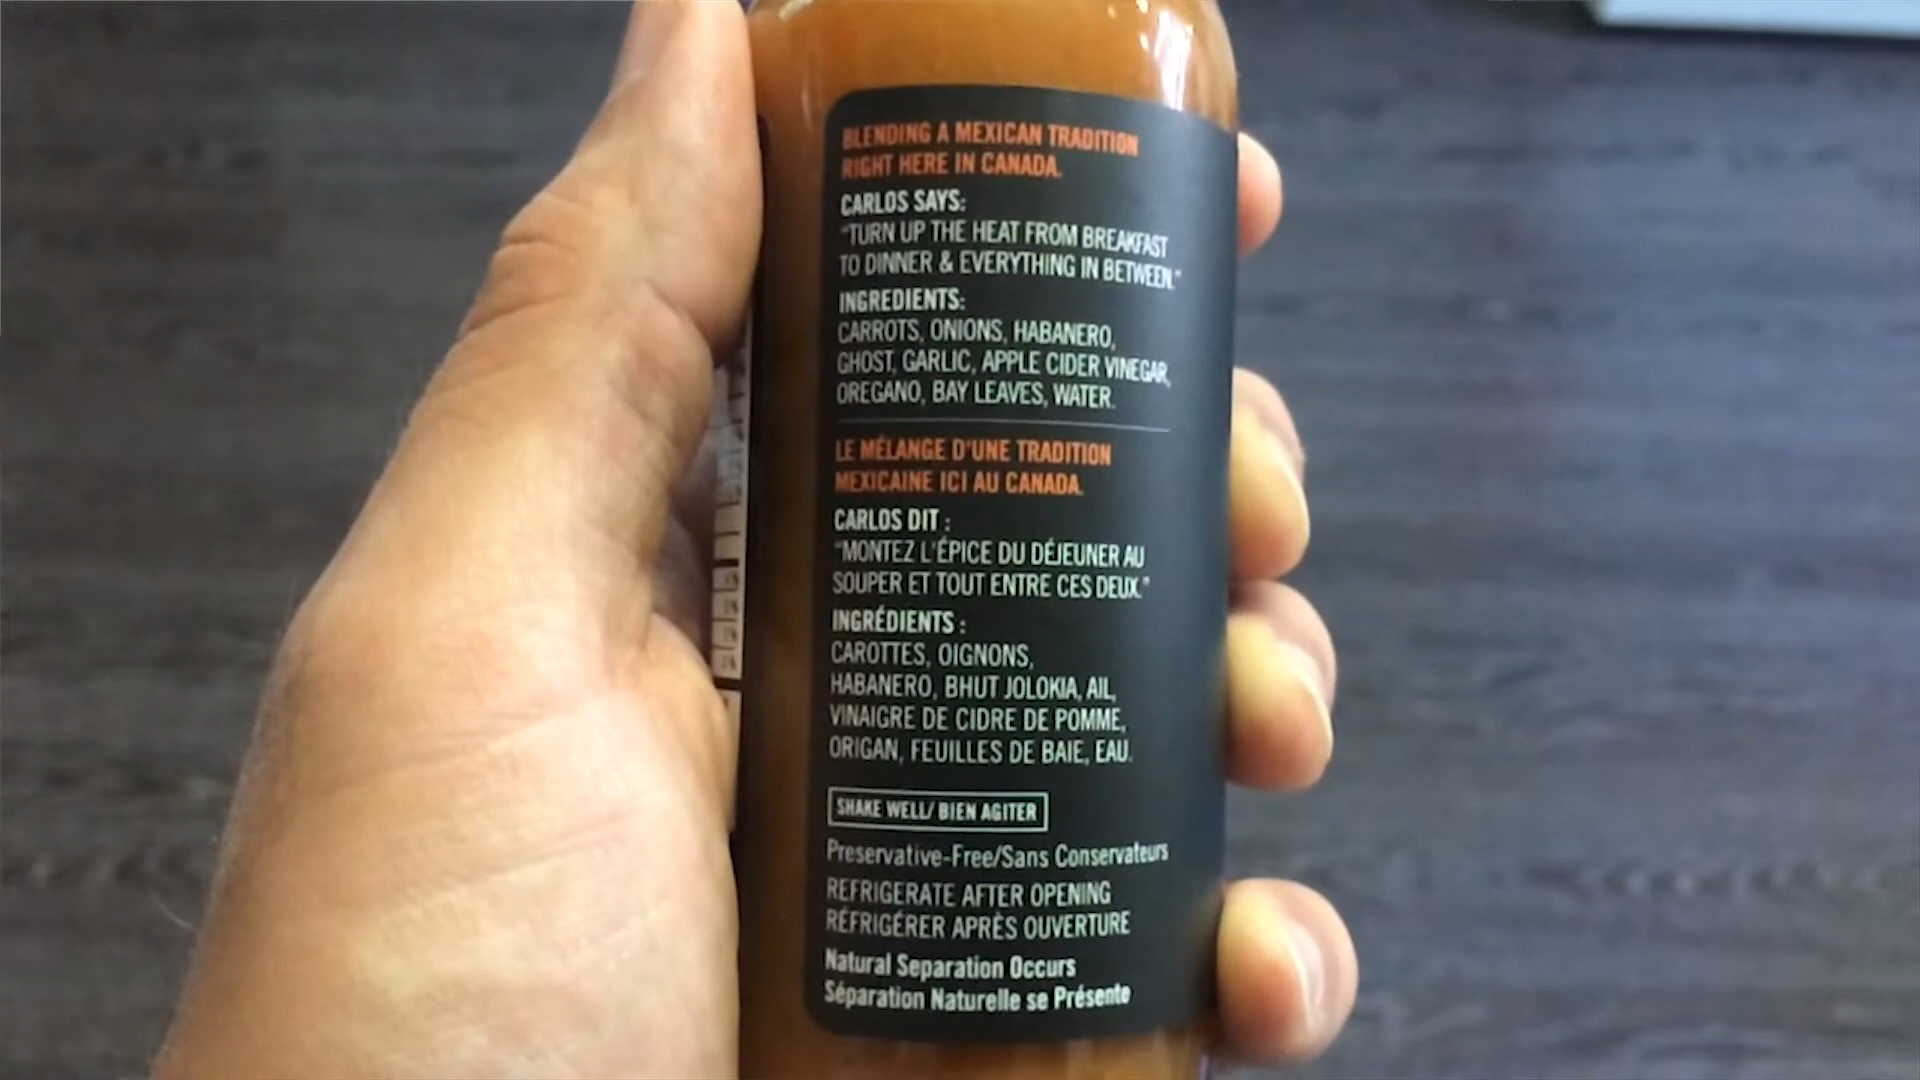 BLENDING A MEXICAN TRADITION
RIGHT HERE IN CANADA.
CARLOS SAYS:
"TURN UP THE HEAT FROM BREAKFAST
TO DINNER & EVERYTHING IN BETWEEN."
INGREDIENTS:
CARROTS, ONIONS, HABANERO,
GHOST, GARLIC, APPLE CIDER VINEGAR,
OREGANO, BAY LEAVES, WATER.
LE MÉLANGE D'UNE TRADITION
MEXICAINE ICI AU CANADA.
CARLOS DIT :
"MONTEZ L'ÉPICE DU DÉJEUNER AU
SOUPER ET TOUT ENTRE CES DEUX."
INGRÉDIENTS :
CAROTTES, OIGNONS,
HABANERO, BHUT JOLOKIA, AIL,
VINAIGRE DE CIDRE DE POMME,
ORIGAN, FEUILLES DE BAIE, EAU.
SHAKE WELL/ BIEN AGITER
Preservative-Free/Sans Conservateurs
REFRIGERATE AFTER OPENING
RÉFRIGÉRER APRÈS OUVERTURE
Natural Separation Occurs
Séparation Naturelle se Présente